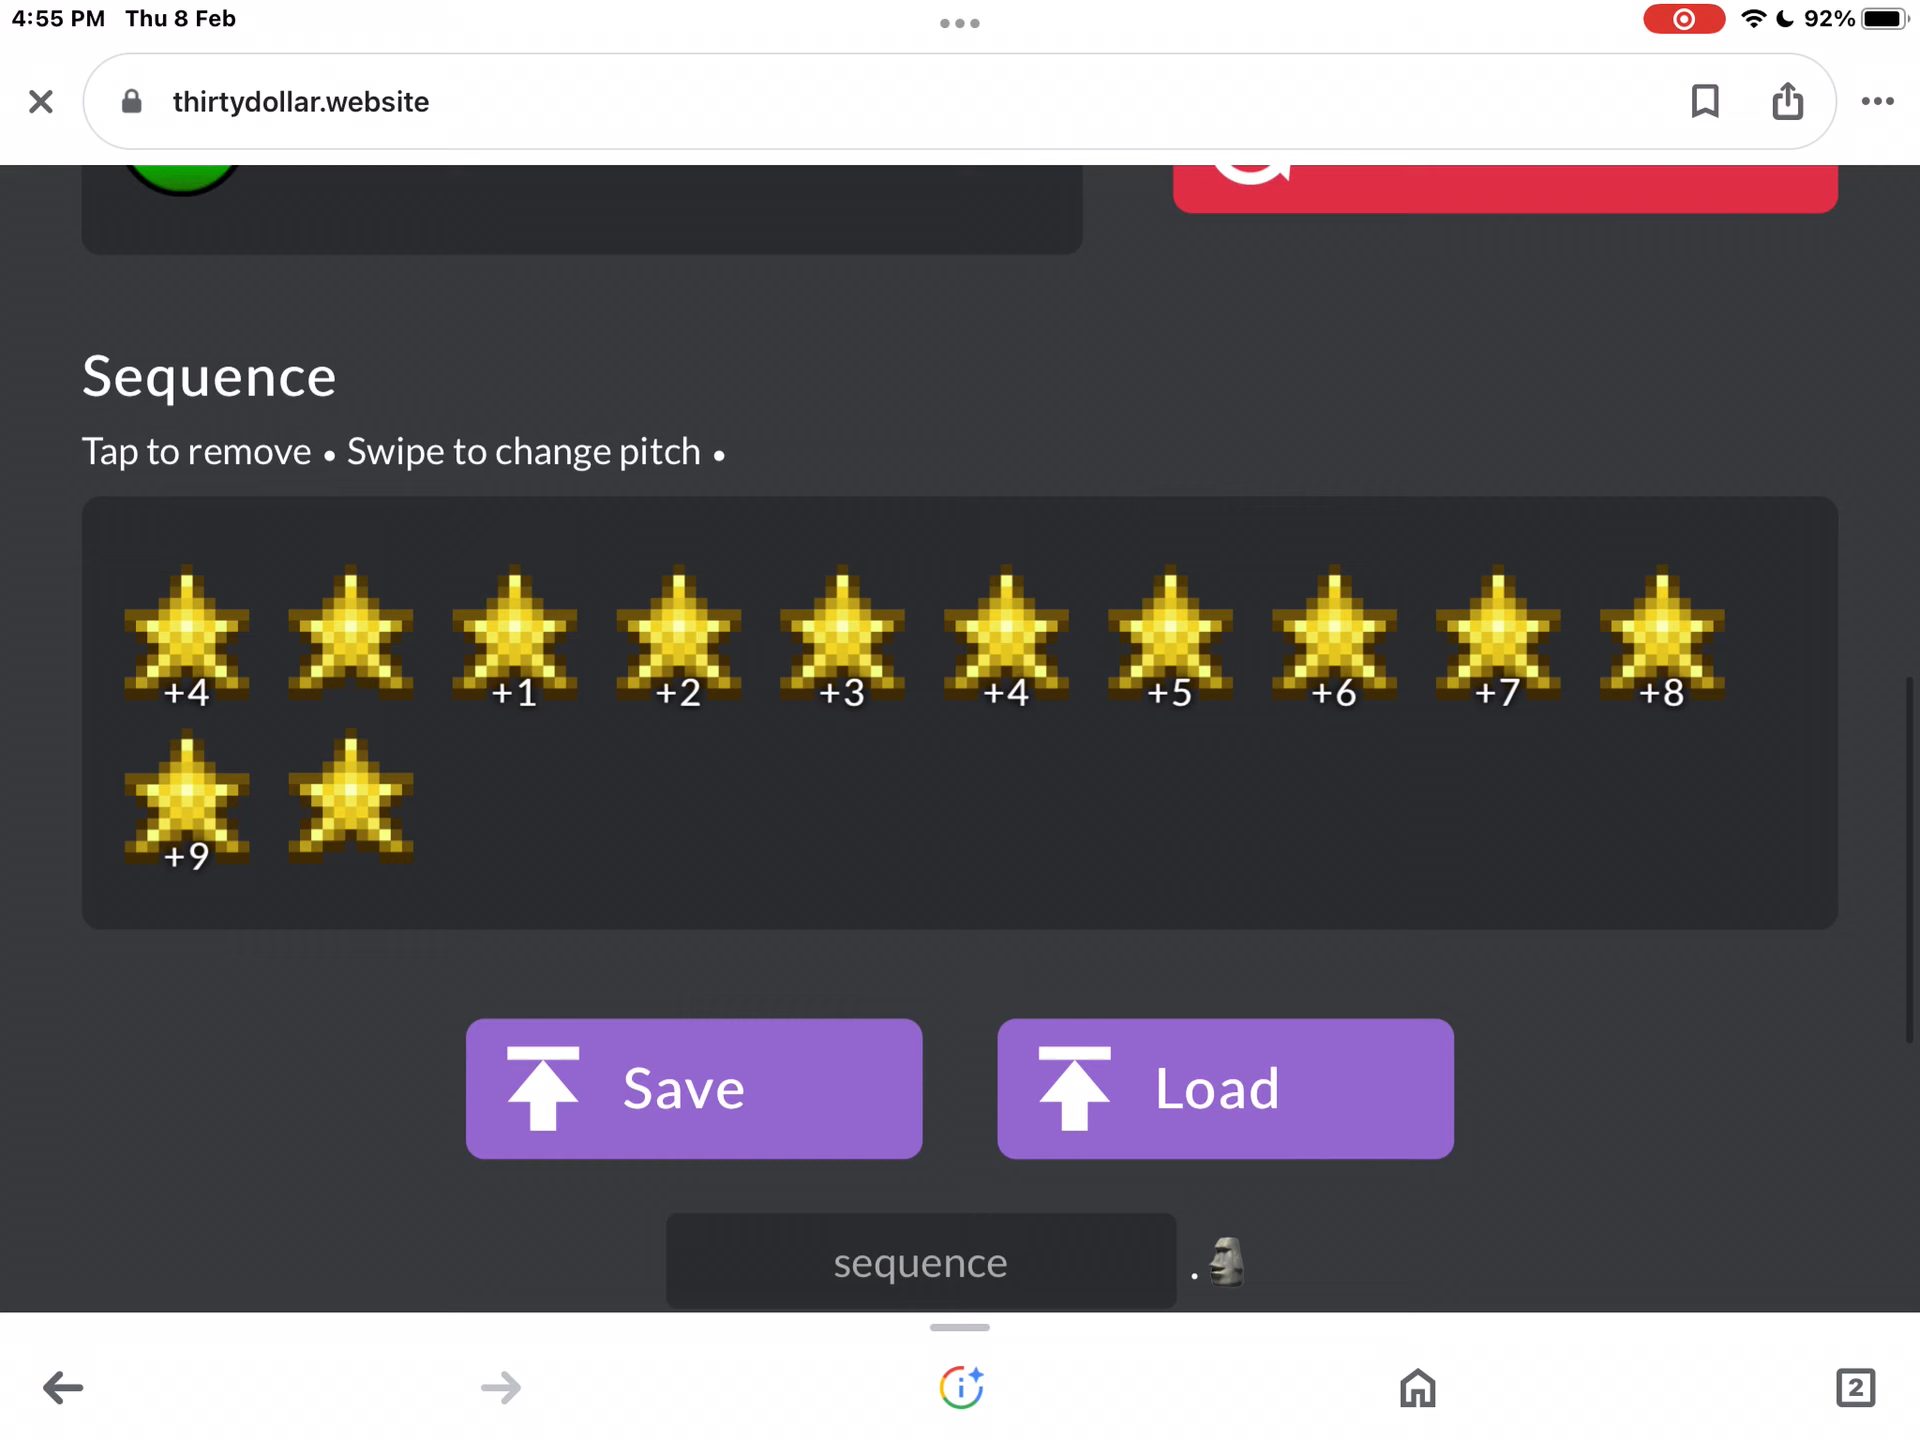 4:55 PM Thu 8 Feb 92%
thirtydollar.website
Sequence
Tap to remove • Swipe to change pitch •
+4 +1 +2 +3 +4 +5 +6 +7 +8
+9
Save Load
sequence .🗿
2